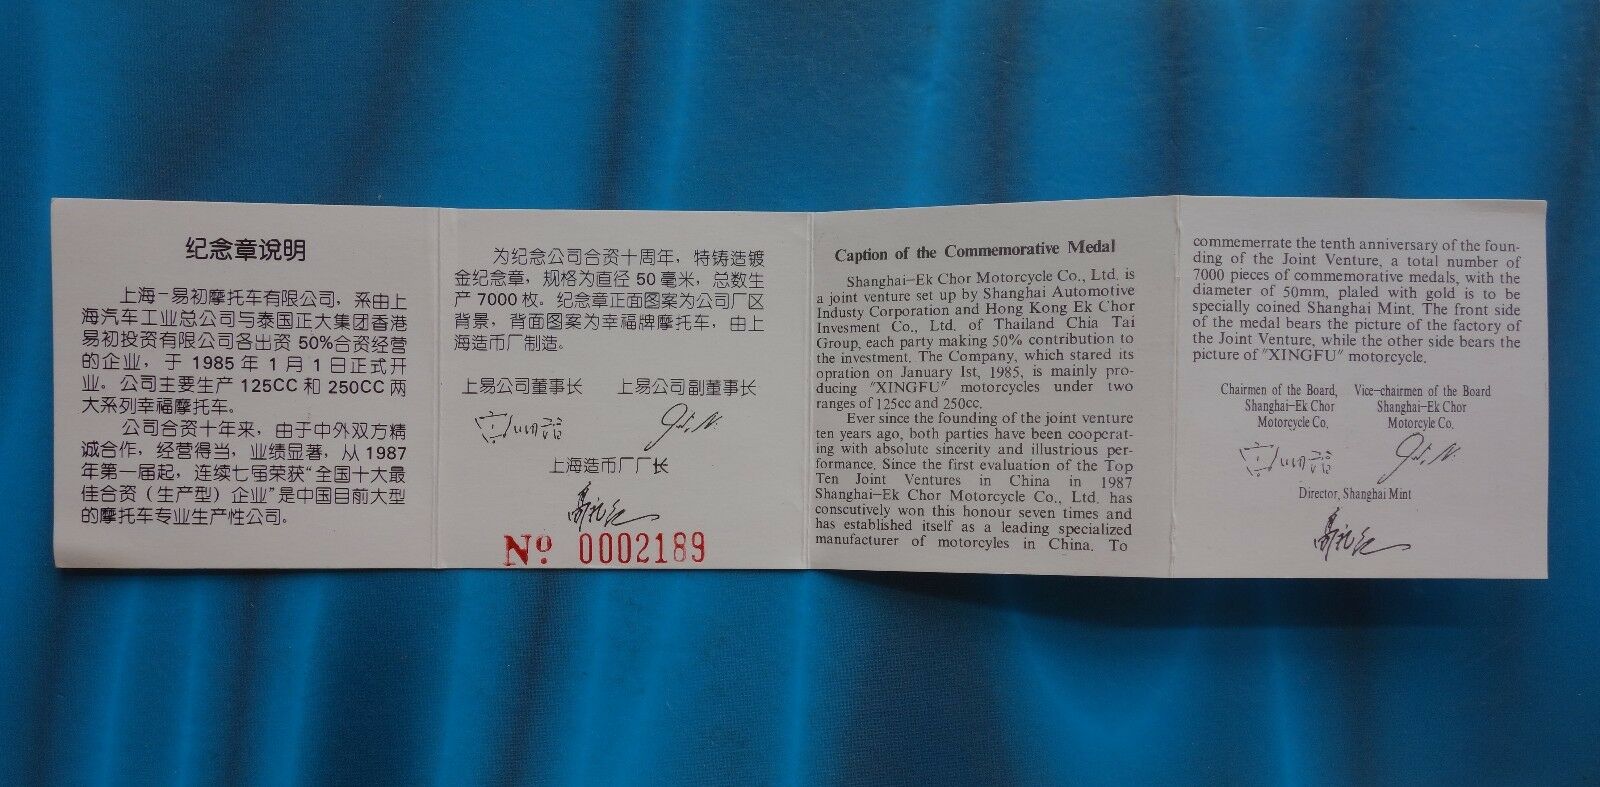 纪念章说明
上海－易初摩托车有限公司，系由上
海汽车工业总公司与泰国正大集团香港
易初投资有限公司各出资 50%合资经营
的企业，于 1985 年 1 月 1 日正式开
业。公司主要生产 125CC 和 250CC 两
大系列幸福摩托车。
公司合资十年来，由于中外双方精
诚合作，经营得当，业绩显著，从 1987
年第一届起，连续七届荣获“全国十大最
佳合资（生产型）企业”是中国目前大型
的摩托车专业生产性公司。
为纪念公司合资十周年，特铸造镀
金纪念章，规格为直径 50 毫米，总数生
产 7000 枚。纪念章正面图案为公司厂区
背景，背面图案为幸福牌摩托车，由上
海造币厂制造。
上易公司董事长 上易公司副董事长
上海造币厂厂长
No 0002189
Caption of the Commemorative Medal
Shanghai-Ek Chor Motorcycle Co., Ltd. is
a joint venture set up by Shanghai Automotive
Industy Corporation and Hong Kong Ek Chor
Invesment Co., Ltd. of Thailand Chia Tai
Group, each party making 50% contribution to
the investment. The Company, which stared its
opration on January 1st, 1985, is mainly pro-
ducing "XINGFU" motorcycles under two
ranges of 125cc and 250cc.
Ever since the founding of the joint venture
ten years ago, both parties have been cooperat-
ing with absolute sincerity and illustrious per-
formance. Since the first evaluation of the Top
Ten Joint Ventures in China in 1987
Shanghai-Ek Chor Motorcycle Co., Ltd. has
conscutively won this honour seven times and
has established itself as a leading specialized
manufacturer of motorcyles in China. To
commemerrate the tenth anniversary of the foun-
ding of the Joint Venture, a total number of
7000 pieces of commemorative medals, with the
diameter of 50mm, plaled with gold is to be
specially coined Shanghai Mint. The front side
of the medal bears the picture of the factory of
the Joint Venture, while the other side bears the
picture of "XINGFU" motorcycle.
Chairmen of the Board, Vice-chairmen of the Board
Shanghai-Ek Chor Shanghai-Ek Chor
Motorcycle Co, Motorcyle Co,
Director, Shanghai Mint